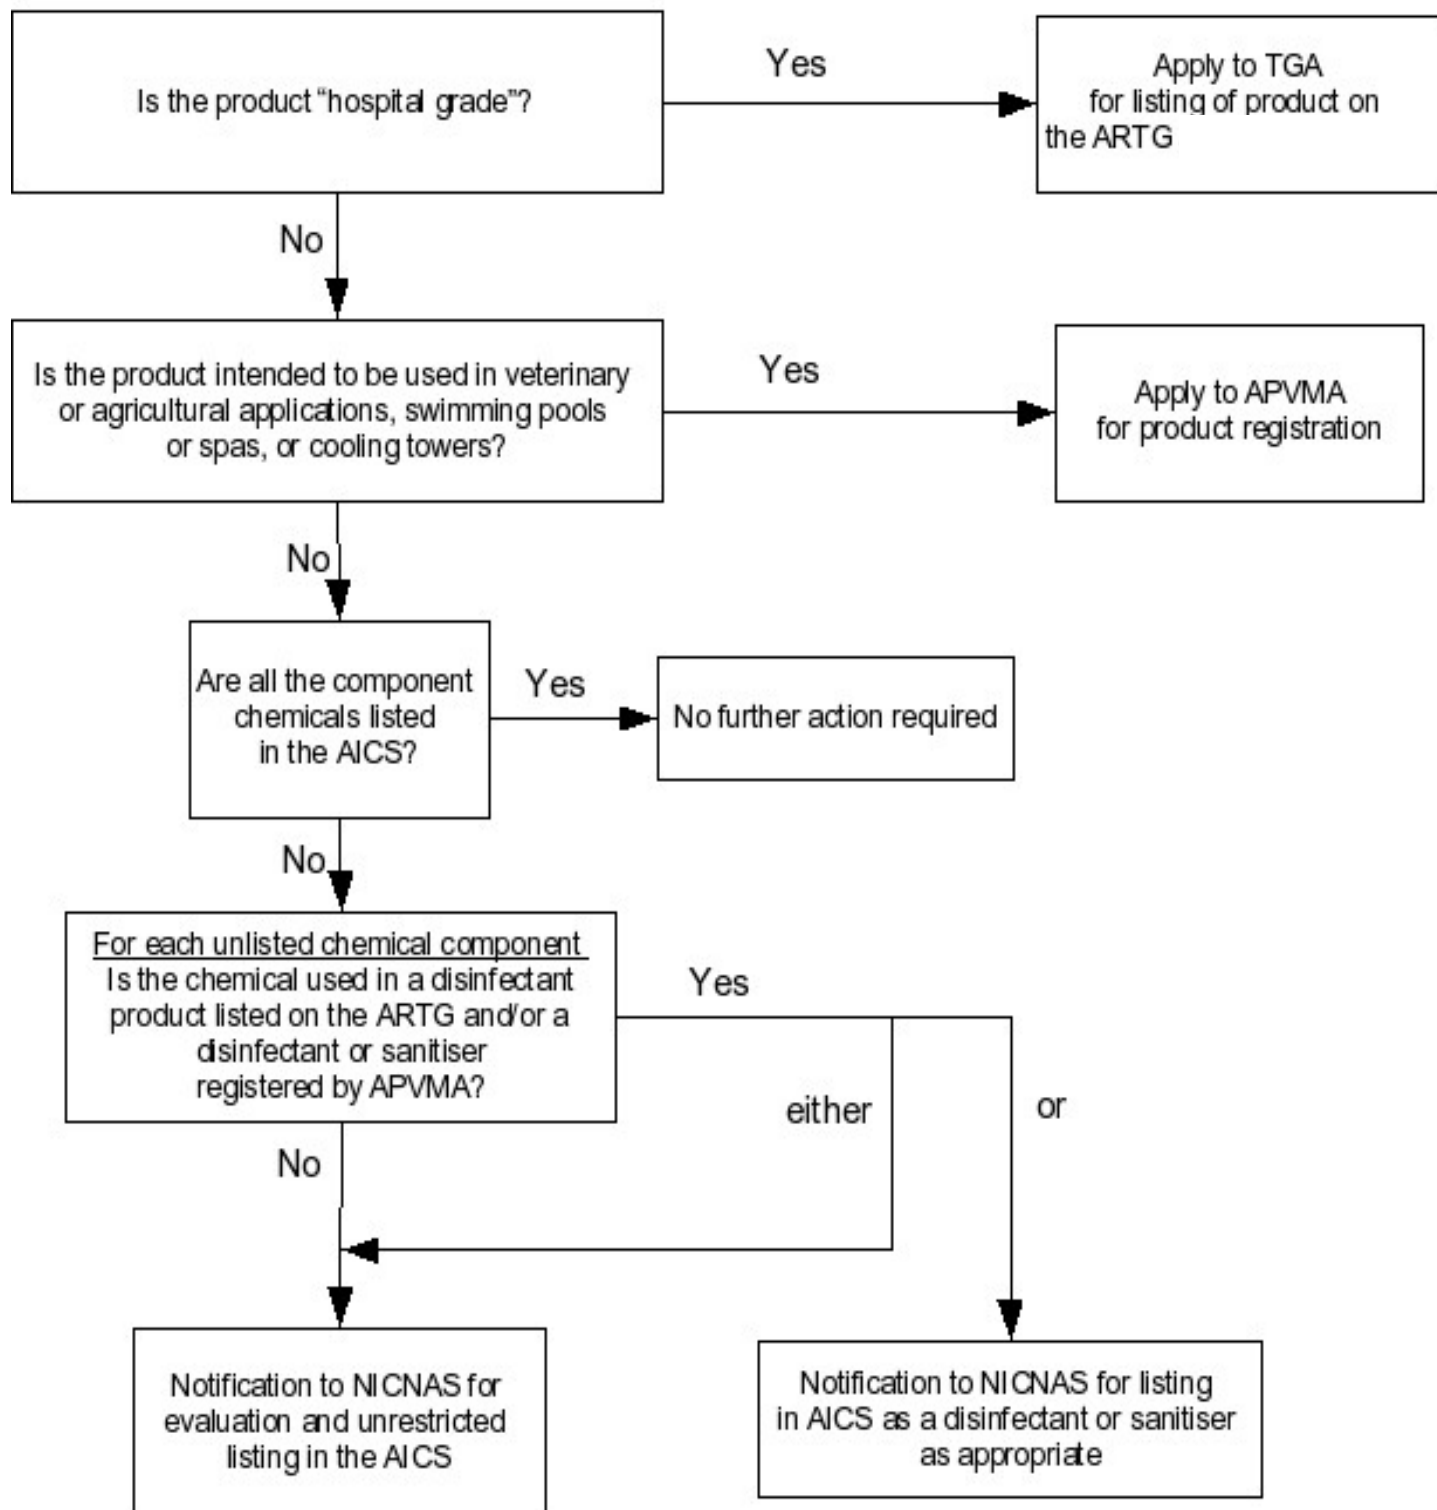 Is the product “hospital grade”?
Yes
Apply to TGA
for listing of product on
the ARTG
No
Is the product intended to be used in veterinary
or agricultural applications, swimming pools
or spas, or cooling towers?
Yes
Apply to APVMA
for product registration
No
Are all the component
chemicals listed
in the AICS?
Yes
No further action required
No
For each unlisted chemical component
Is the chemical used in a disinfectant
product listed on the ARTG and/or a
disinfectant or sanitiser
registered by APVMA?
Yes
either
or
No
Notification to NICNAS for
evaluation and unrestricted
listing in the AICS
Notification to NICNAS for listing
in AICS as a disinfectant or sanitiser
as appropriate